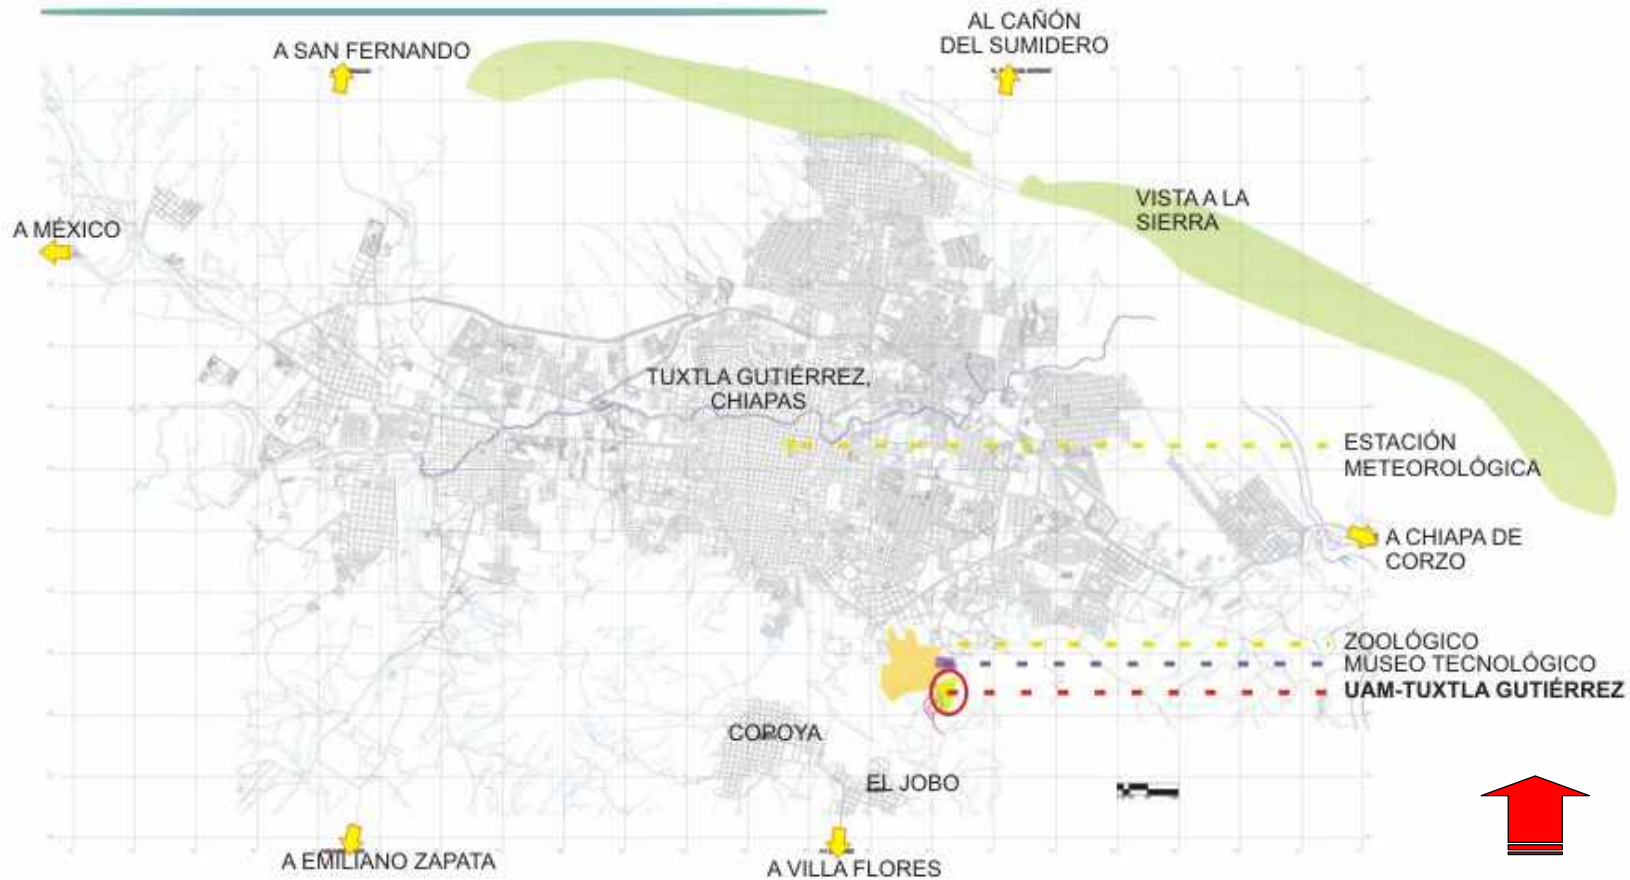 A SAN FERNANDO
AL CAÑÓN
DEL SUMIDERO
VISTA A LA
SIERRA
A MÉXICO
TUXTLA GUTIÉRREZ,
CHIAPAS
ESTACIÓN
METEOROLÓGICA
A CHIAPA DE
CORZO
ZOOLÓGICO
MUSEO TECNOLÓGICO
UAM-TUXTLA GUTIÉRREZ
COPOYA
EL JOBO
A EMILIANO ZAPATA
A VILLA FLORES